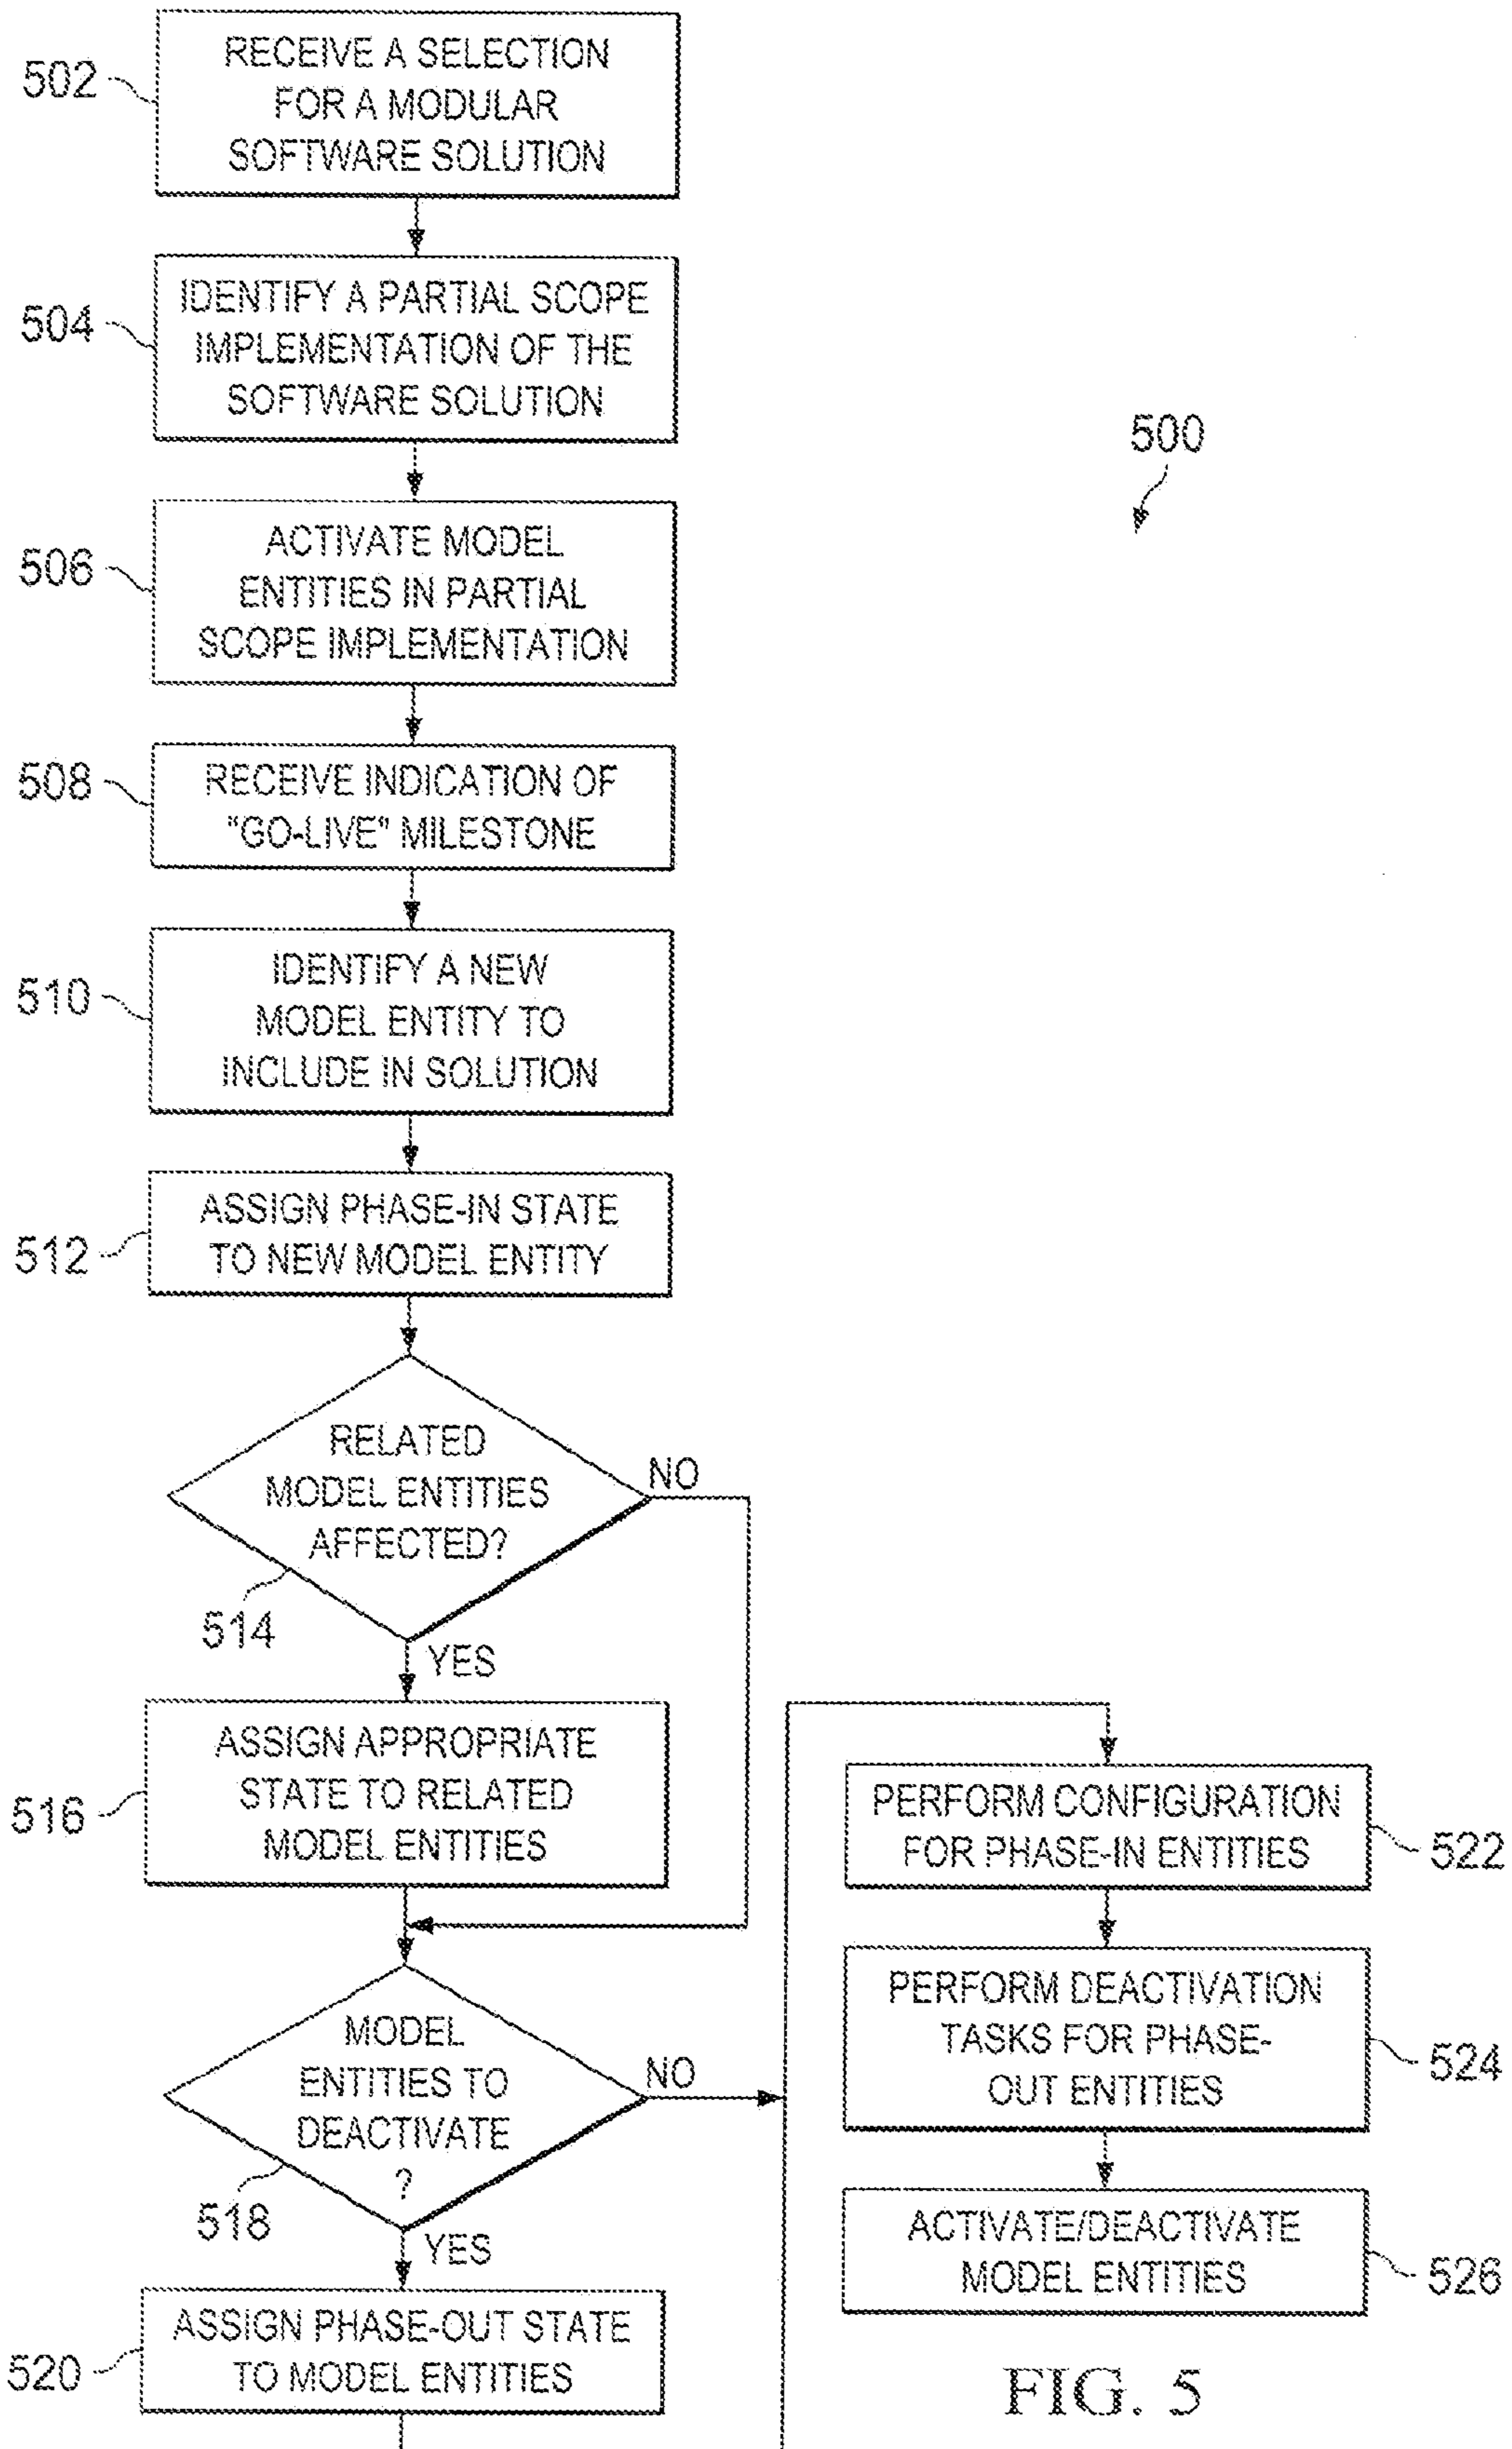 502
RECEIVE A SELECTION
FOR A MODULAR
SOFTWARE SOLUTION
504
IDENTIFY A PARTIAL SCOPE
IMPLEMENTATION OF THE
SOFTWARE SOLUTION
500
506
ACTIVATE MODEL
ENTITIES IN PARTIAL
SCOPE IMPLEMENTATION
508
RECEIVE INDICATION OF
"GO-LIVE" MILESTONE
510
IDENTIFY A NEW
MODEL ENTITY TO
INCLUDE IN SOLUTION
512
ASSIGN PHASE-IN STATE
TO NEW MODEL ENTITY
RELATED
MODEL ENTITIES
AFFECTED?
NO
514
YES
516
ASSIGN APPROPRIATE
STATE TO RELATED
MODEL ENTITIES
MODEL
ENTITIES TO
DEACTIVATE
?
NO
518
YES
520
ASSIGN PHASE-OUT STATE
TO MODEL ENTITIES
PERFORM CONFIGURATION
FOR PHASE-IN ENTITIES
522
PERFORM DEACTIVATION
TASKS FOR PHASE-
OUT ENTITIES
524
ACTIVATE/DEACTIVATE
MODEL ENTITIES
526
FIG. 5